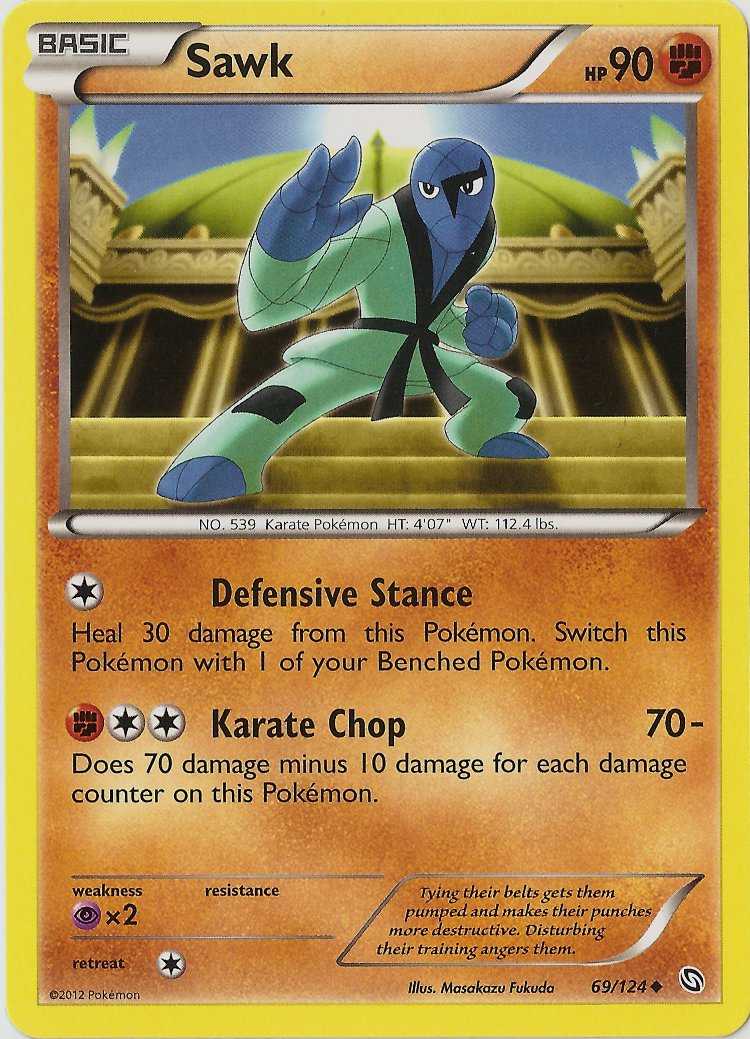 BASIC
Sawk
HP 90
NO. 539 Karate Pokémon HT: 4'07" WT: 112.4 lbs.
Defensive Stance
Heal 30 damage from this Pokémon. Switch this
Pokémon with 1 of your Benched Pokémon.
Karate Chop 70-
Does 70 damage minus 10 damage for each damage
counter on this Pokémon.
weakness resistance
×2
retreat
Tying their belts gets them
pumped and makes their punches
more destructive. Disturbing
their training angers them.
©2012 Pokémon
Illus. Masakazu Fukuda 69/124